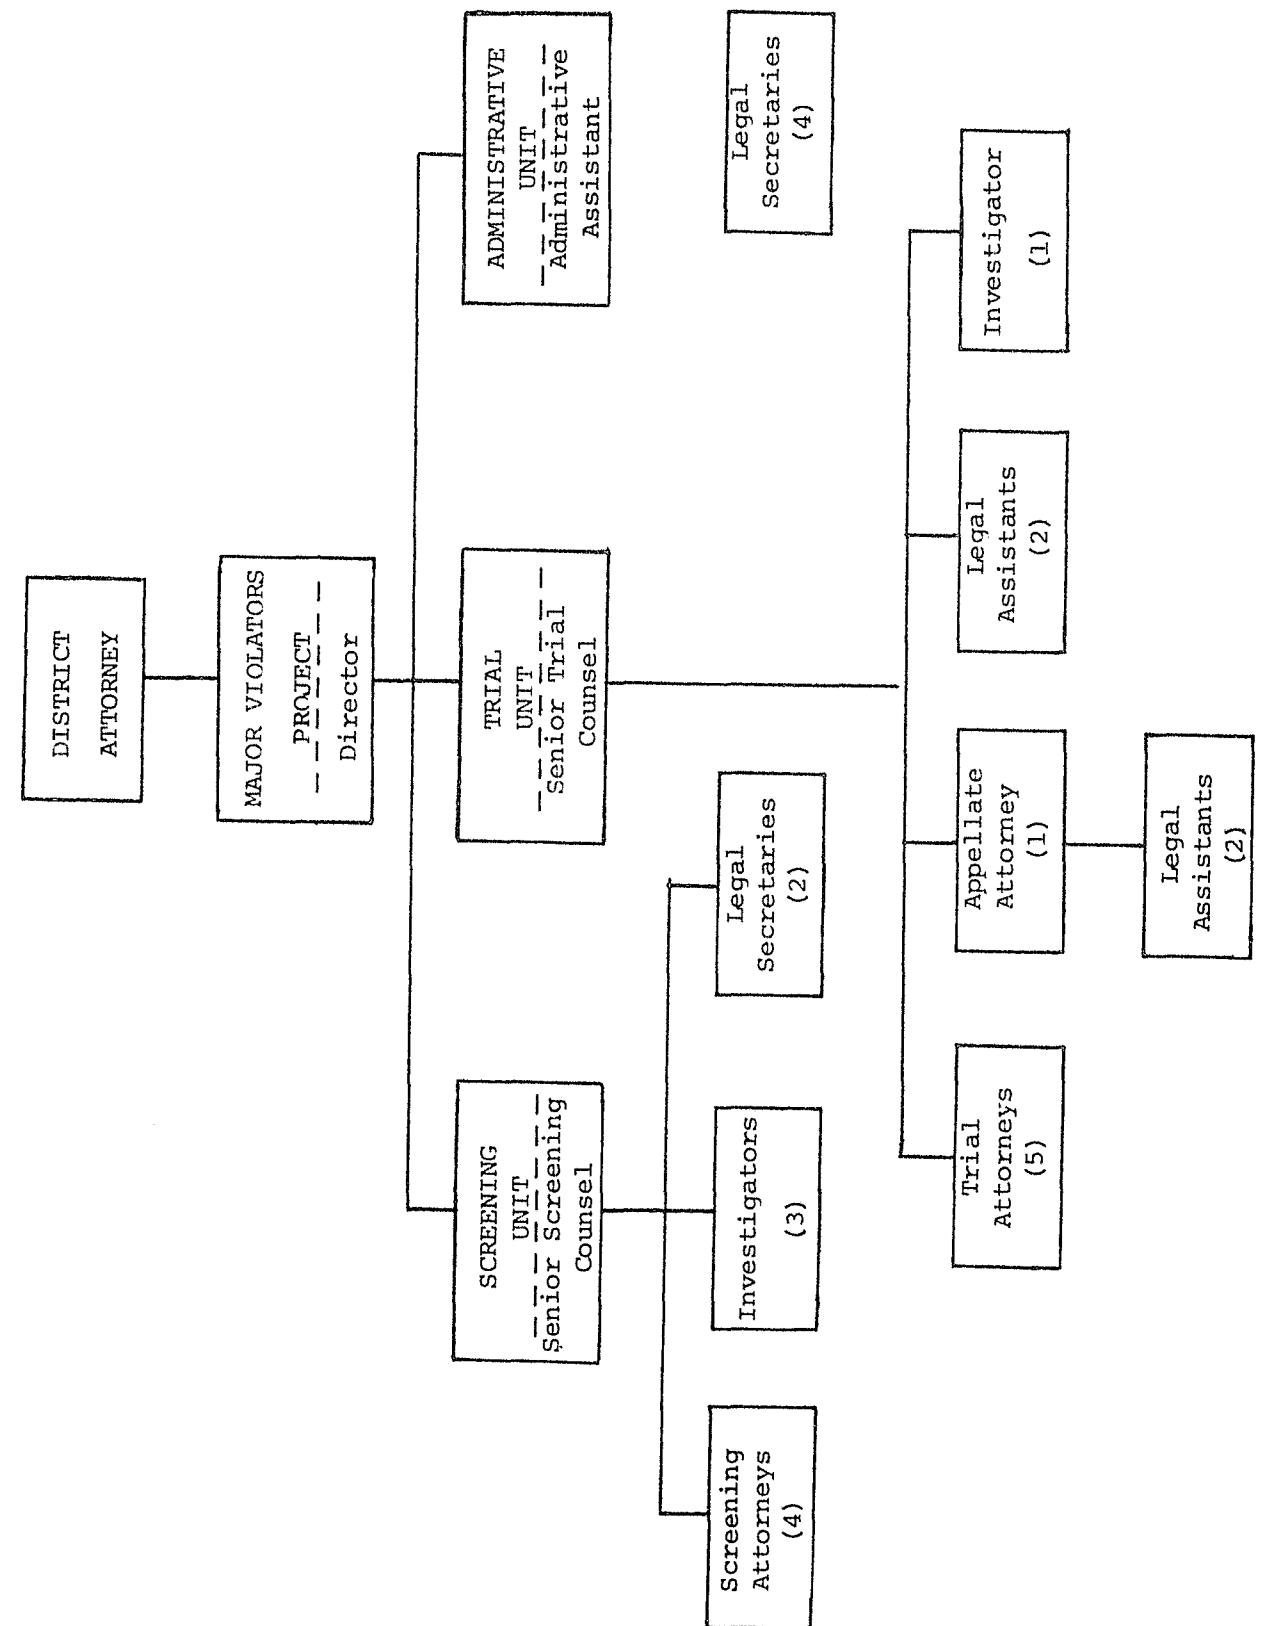 DISTRICT
ATTORNEY
MAJOR VIOLATORS
PROJECT
Director
SCREENING
UNIT
Senior Screening
Counsel
TRIAL
UNIT
Senior Trial
Counsel
ADMINISTRATIVE
UNIT
Administrative
Assistant
Screening
Attorneys
(4)
Investigators
(3)
Legal
Secretaries
(2)
Legal
Secretaries
(4)
Trial
Attorneys
(5)
Appellate
Attorney
(1)
Legal
Assistants
(2)
Investigator
(1)
Legal
Assistants
(2)